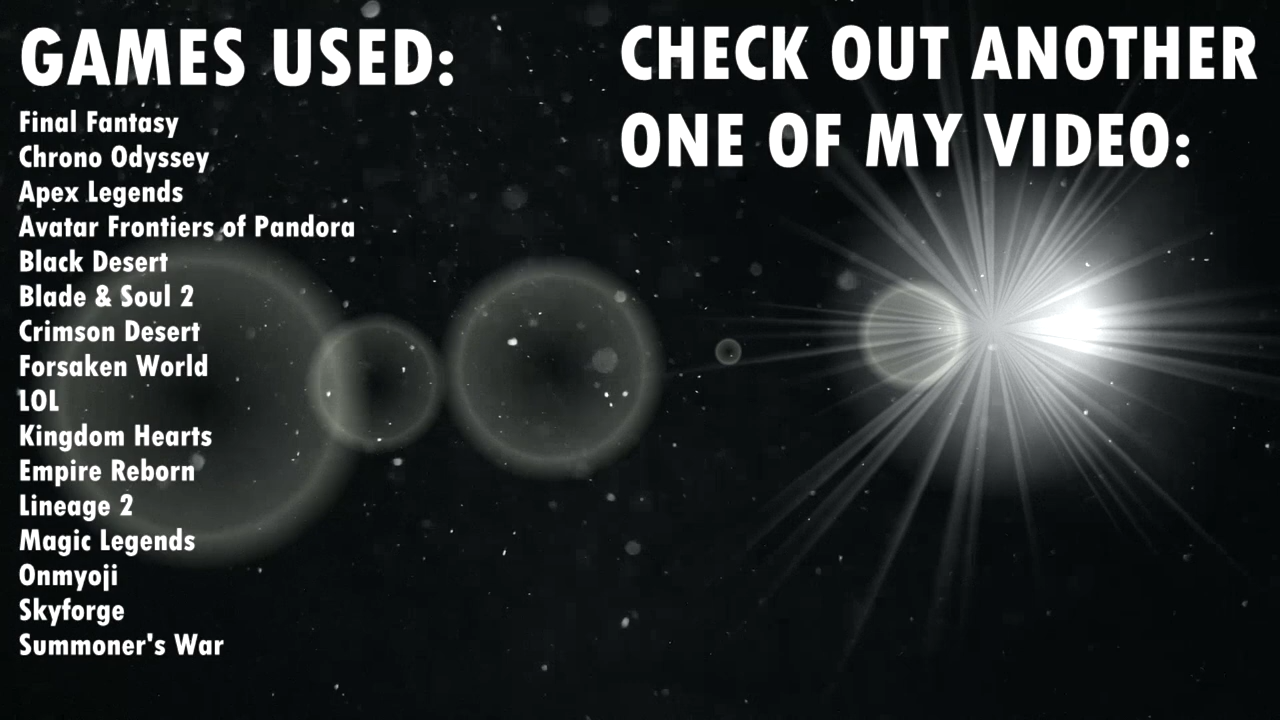 GAMES USED:
Final Fantasy
Chrono Odyssey
Apex Legends
Avatar Frontiers of Pandora
Black Desert
Blade & Soul 2
Crimson Desert
Forsaken World
LOL
Kingdom Hearts
Empire Reborn
Lineage 2
Magic Legends
Onmyoji
Skyforge
Summoner's War
CHECK OUT ANOTHER
ONE OF MY VIDEO: